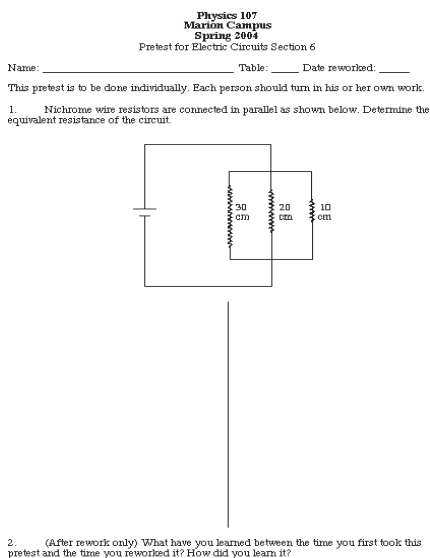 Physics 107
Marion Campus
Spring 2004
Pretest for Electric Circuits Section 6
Name: ________________________________ Table: _____ Date reworked: _____
This pretest is to be done individually. Each person should turn in his or her own work.
1. Nichrome wire resistors are connected in parallel as shown below. Determine the
equivalent resistance of the circuit.
30 20 10
cm cm cm
2. (After rework only) What have you learned between the time you first took this
pretest and the time you reworked it? How did you learn it?